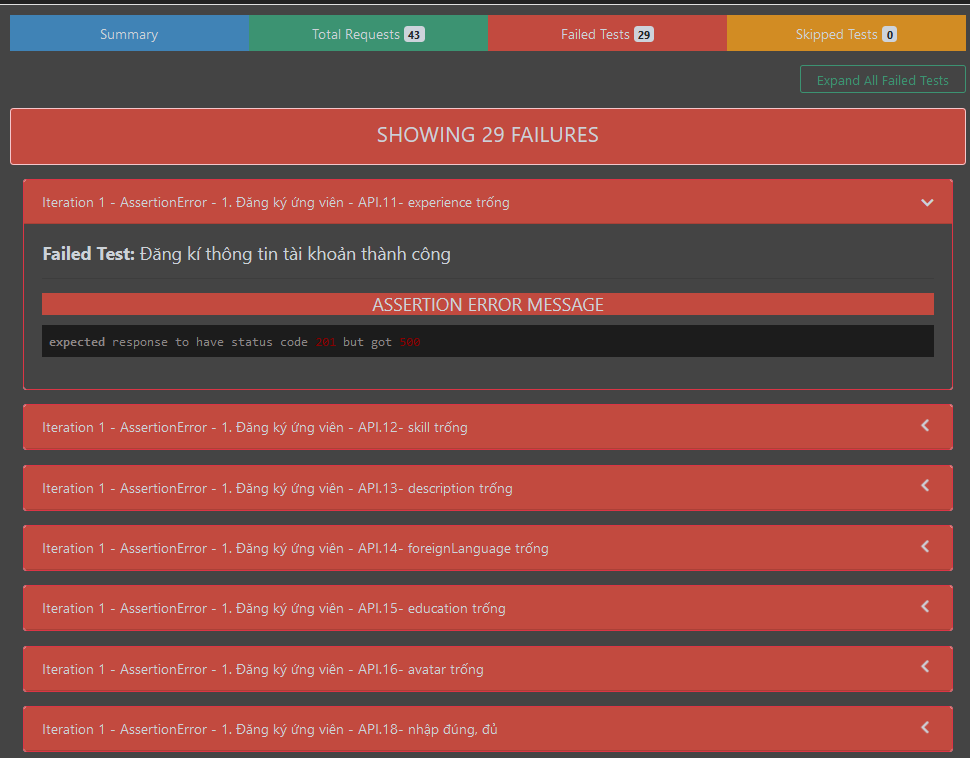 Summary
Total Requests 43
Failed Tests 29
Skipped Tests 0
Expand All Failed Tests
SHOWING 29 FAILURES
Iteration 1 - AssertionError - 1. Đăng ký ứng viên - API.11- experience trống
Failed Test: Đăng kí thông tin tài khoản thành công
ASSERTION ERROR MESSAGE
expected response to have status code 201 but got 500
Iteration 1 - AssertionError - 1. Đăng ký ứng viên - API.12- skill trống
Iteration 1 - AssertionError - 1. Đăng ký ứng viên - API.13- description trống
Iteration 1 - AssertionError - 1. Đăng ký ứng viên - API.14- foreignLanguage trống
Iteration 1 - AssertionError - 1. Đăng ký ứng viên - API.15- education trống
Iteration 1 - AssertionError - 1. Đăng ký ứng viên - API.16- avatar trống
Iteration 1 - AssertionError - 1. Đăng ký ứng viên - API.18- nhập đúng, đủ